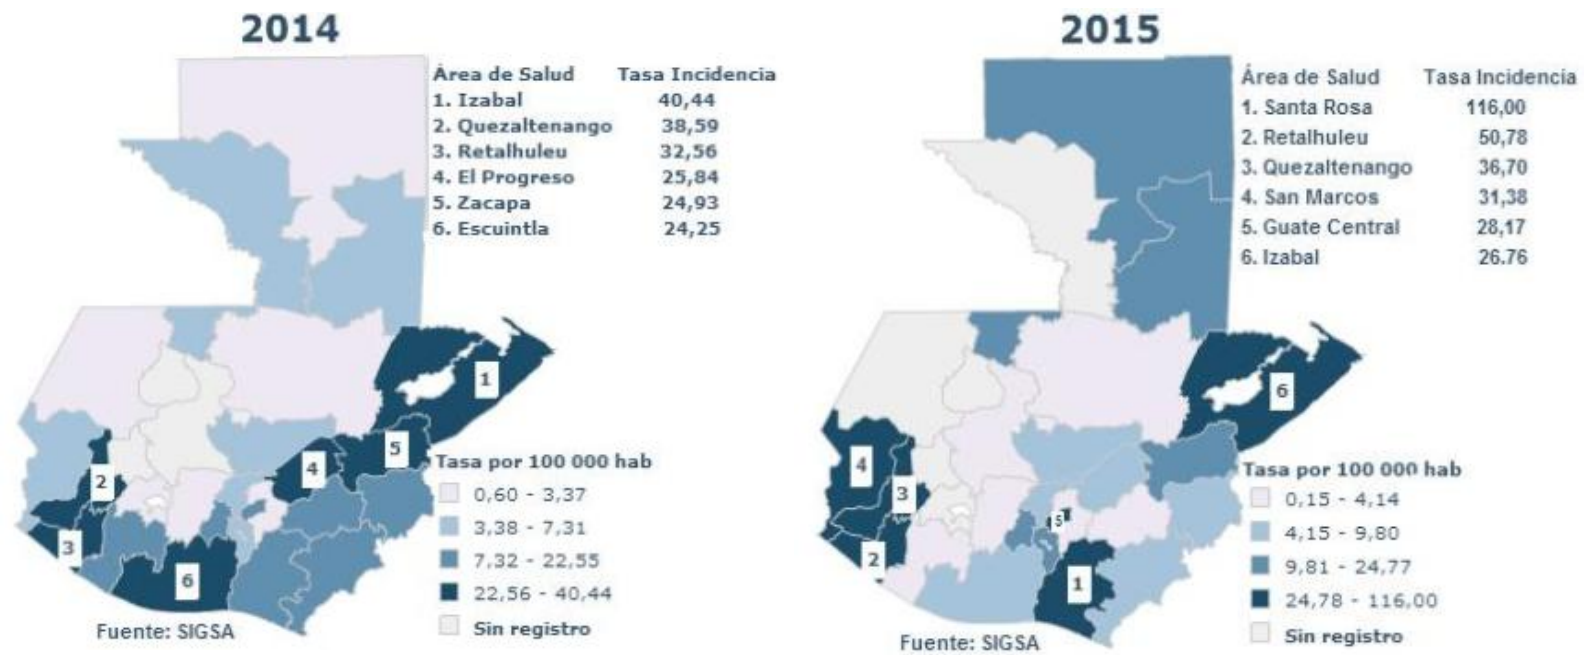 2014
Área de Salud Tasa Incidencia
1. Izabal 40,44
2. Quezaltenango 38,59
3. Retalhuleu 32,56
4. El Progreso 25,84
5. Zacapa 24,93
6. Escuintla 24,25
1
5
4
2
3
6
Tasa por 100 000 hab
0,60 - 3,37
3,38 - 7,31
7,32 - 22,55
22,56 - 40,44
Sin registro
Fuente: SIGSA
2015
Área de Salud Tasa Incidencia
1. Santa Rosa 116,00
2. Retalhuleu 50,78
3. Quezaltenango 36,70
4. San Marcos 31,38
5. Guate Central 28,17
6. Izabal 26.76
6
4
3
5
2
1
Tasa por 100 000 hab
0,15 - 4,14
4,15 - 9,80
9,81 - 24,77
24,78 - 116,00
Sin registro
Fuente: SIGSA